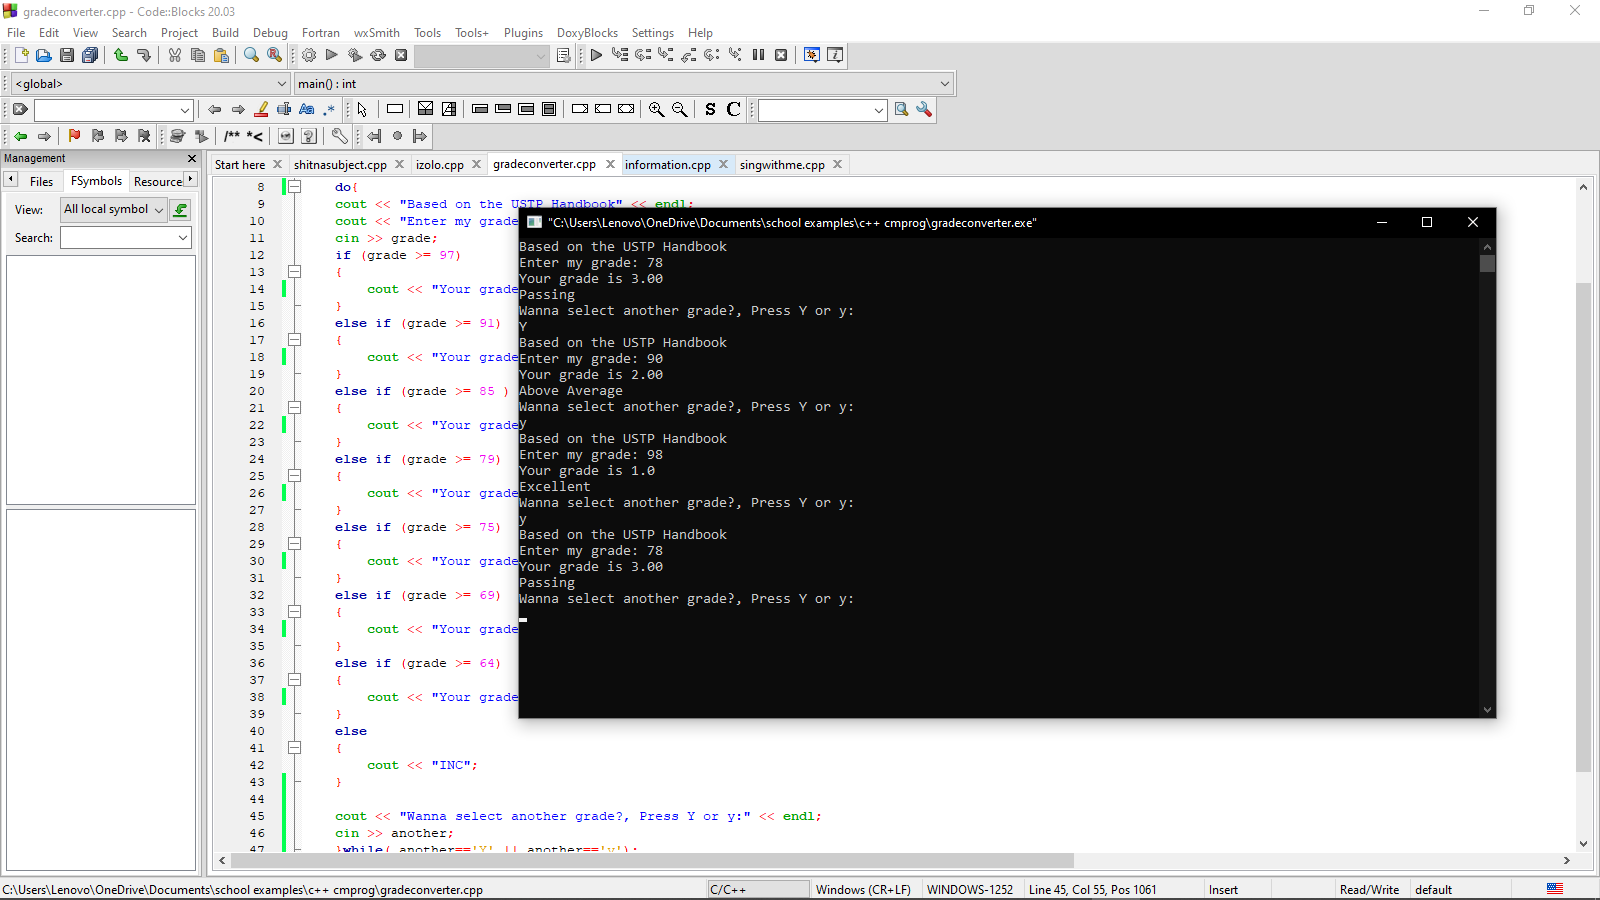 gradeconverter.cpp - Code::Blocks 20.03
File Edit View Search Project Build Debug Fortran wxSmith Tools Tools+ Plugins DoxyBlocks Settings Help
<global> main() : int
S C
/** *<
Management
Files FSymbols Resource
View: All local symbol
Search:
Start here shitnasubject.cpp izolo.cpp gradeconverter.cpp information.cpp singwithme.cpp
8 do{
9 cout << "Based on the USTP Handbook" << endl;
10 cout << "Enter my grade
11 cin >> grade;
12 if (grade >= 97)
13 {
14 cout << "Your grade
15 }
16 else if (grade >= 91)
17 {
18 cout << "Your grade
19 }
20 else if (grade >= 85 )
21 {
22 cout << "Your grade
23 }
24 else if (grade >= 79)
25 {
26 cout << "Your grade
27 }
28 else if (grade >= 75)
29 {
30 cout << "Your grade
31 }
32 else if (grade >= 69)
33 {
34 cout << "Your grade
35 }
36 else if (grade >= 64)
37 {
38 cout << "Your grade
39 }
40 else
41 {
42 cout << "INC";
43 }
44
45 cout << "Wanna select another grade?, Press Y or y:" << endl;
46 cin >> another;
47 }while( another=='Y' || another=='y');
"C:\Users\Lenovo\OneDrive\Documents\school examples\c++ cmprog\gradeconverter.exe"
Based on the USTP Handbook
Enter my grade: 78
Your grade is 3.00
Passing
Wanna select another grade?, Press Y or y:
Y
Based on the USTP Handbook
Enter my grade: 90
Your grade is 2.00
Above Average
Wanna select another grade?, Press Y or y:
y
Based on the USTP Handbook
Enter my grade: 98
Your grade is 1.0
Excellent
Wanna select another grade?, Press Y or y:
y
Based on the USTP Handbook
Enter my grade: 78
Your grade is 3.00
Passing
Wanna select another grade?, Press Y or y:
C:\Users\Lenovo\OneDrive\Documents\school examples\c++ cmprog\gradeconverter.cpp C/C++ Windows (CR+LF) WINDOWS-1252 Line 45, Col 55, Pos 1061 Insert Read/Write default